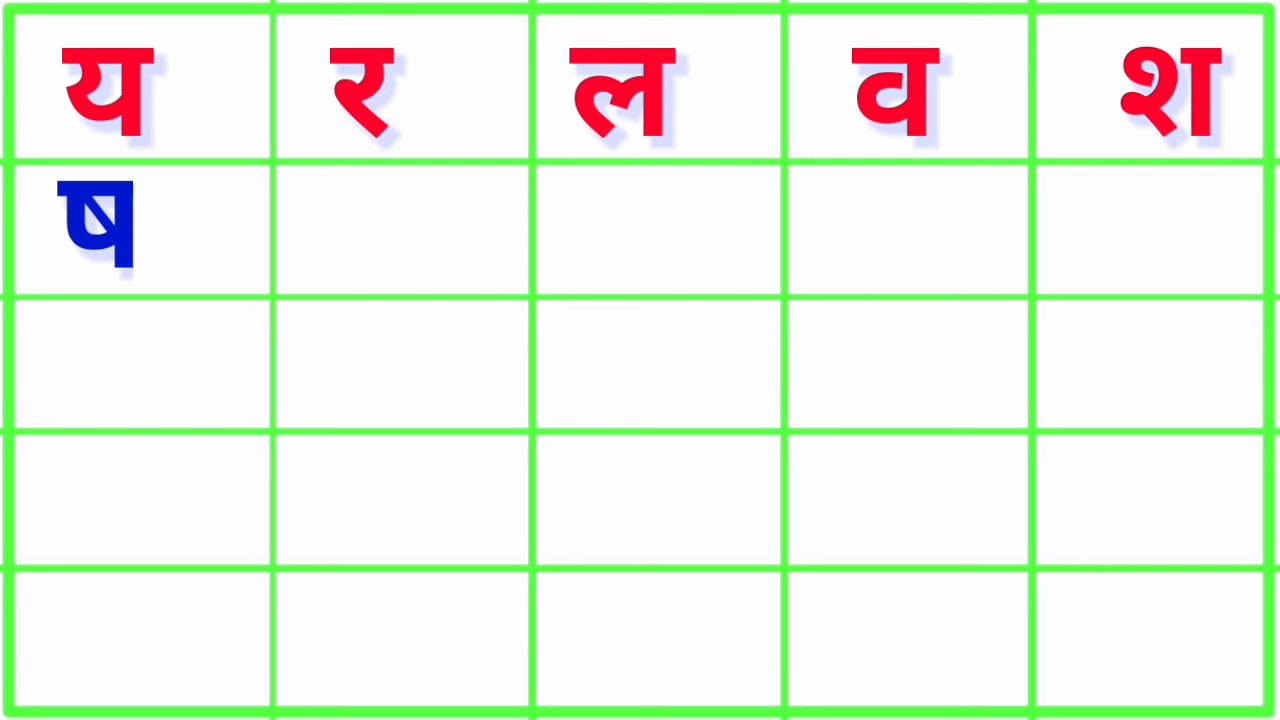 य र ल व श
ष